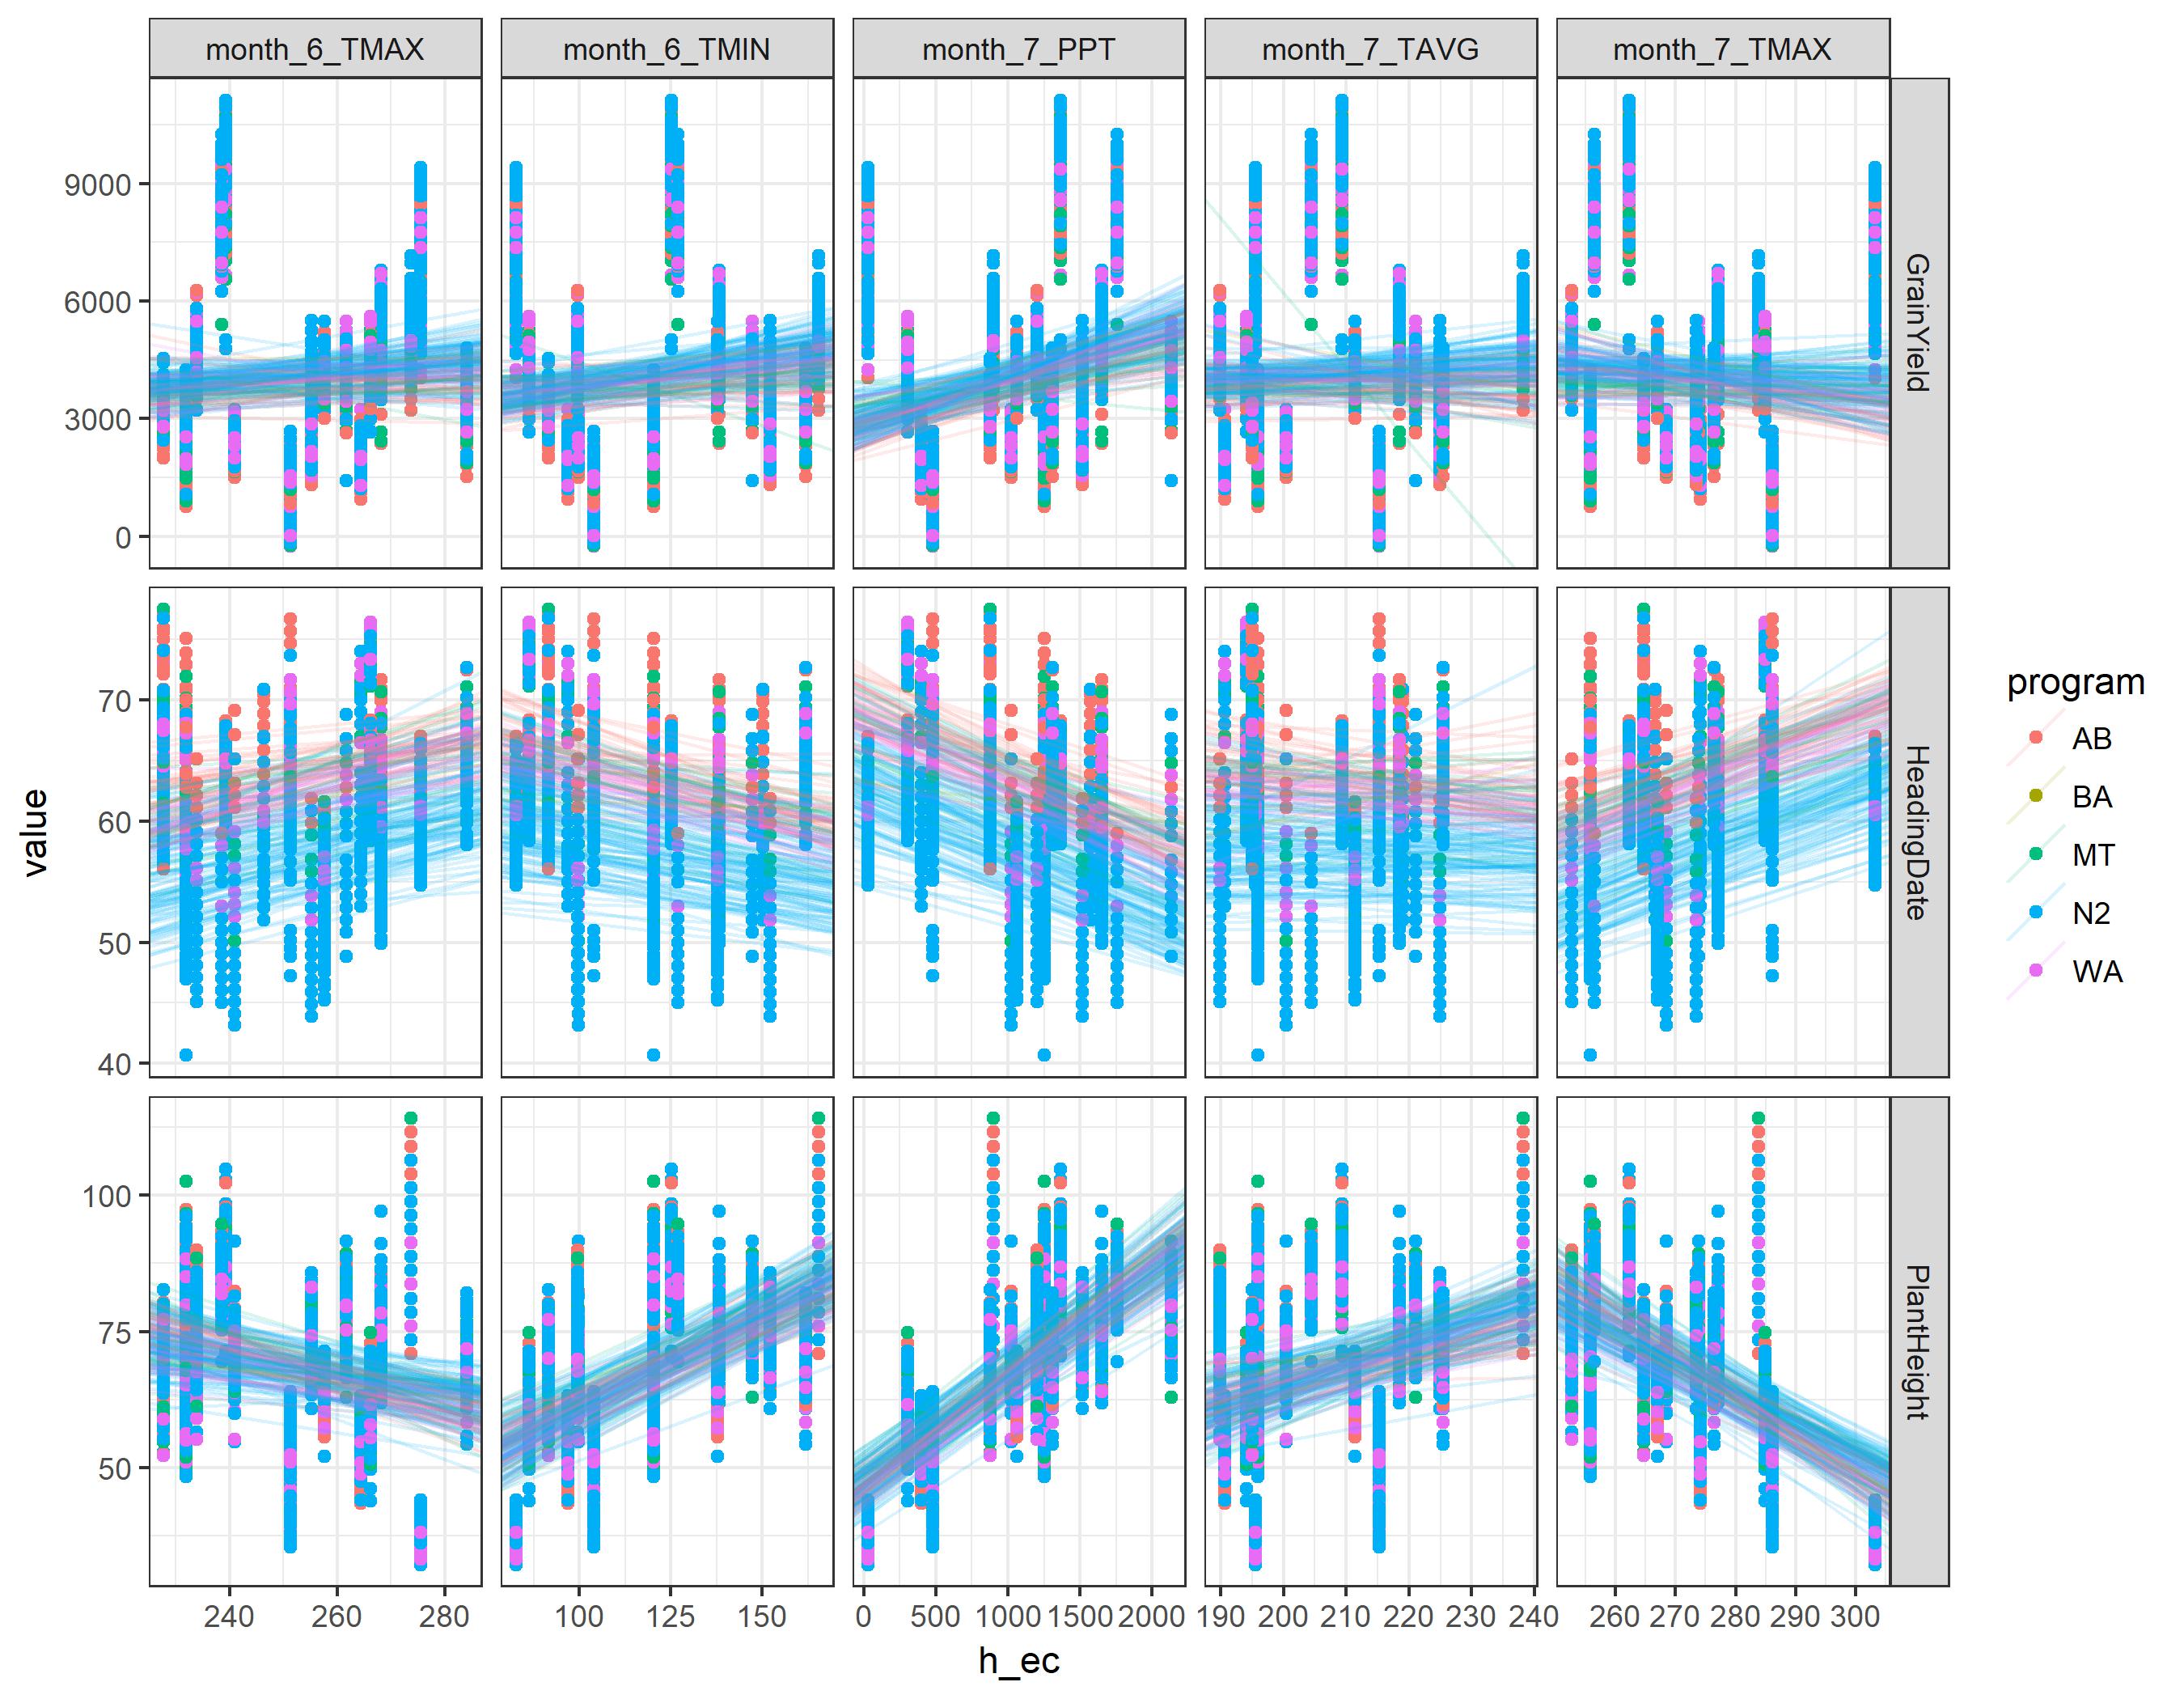 month_6_TMAX month_6_TMIN month_7_PPT month_7_TAVG month_7_TMAX
9000
6000
3000
0
GrainYield
70
60
50
40
HeadingDate
100
75
50
PlantHeight
value
240 260 280 100 125 150 0 500 1000 1500 2000 190 200 210 220 230 240 260 270 280 290 300
h_ec
program
AB
BA
MT
N2
WA